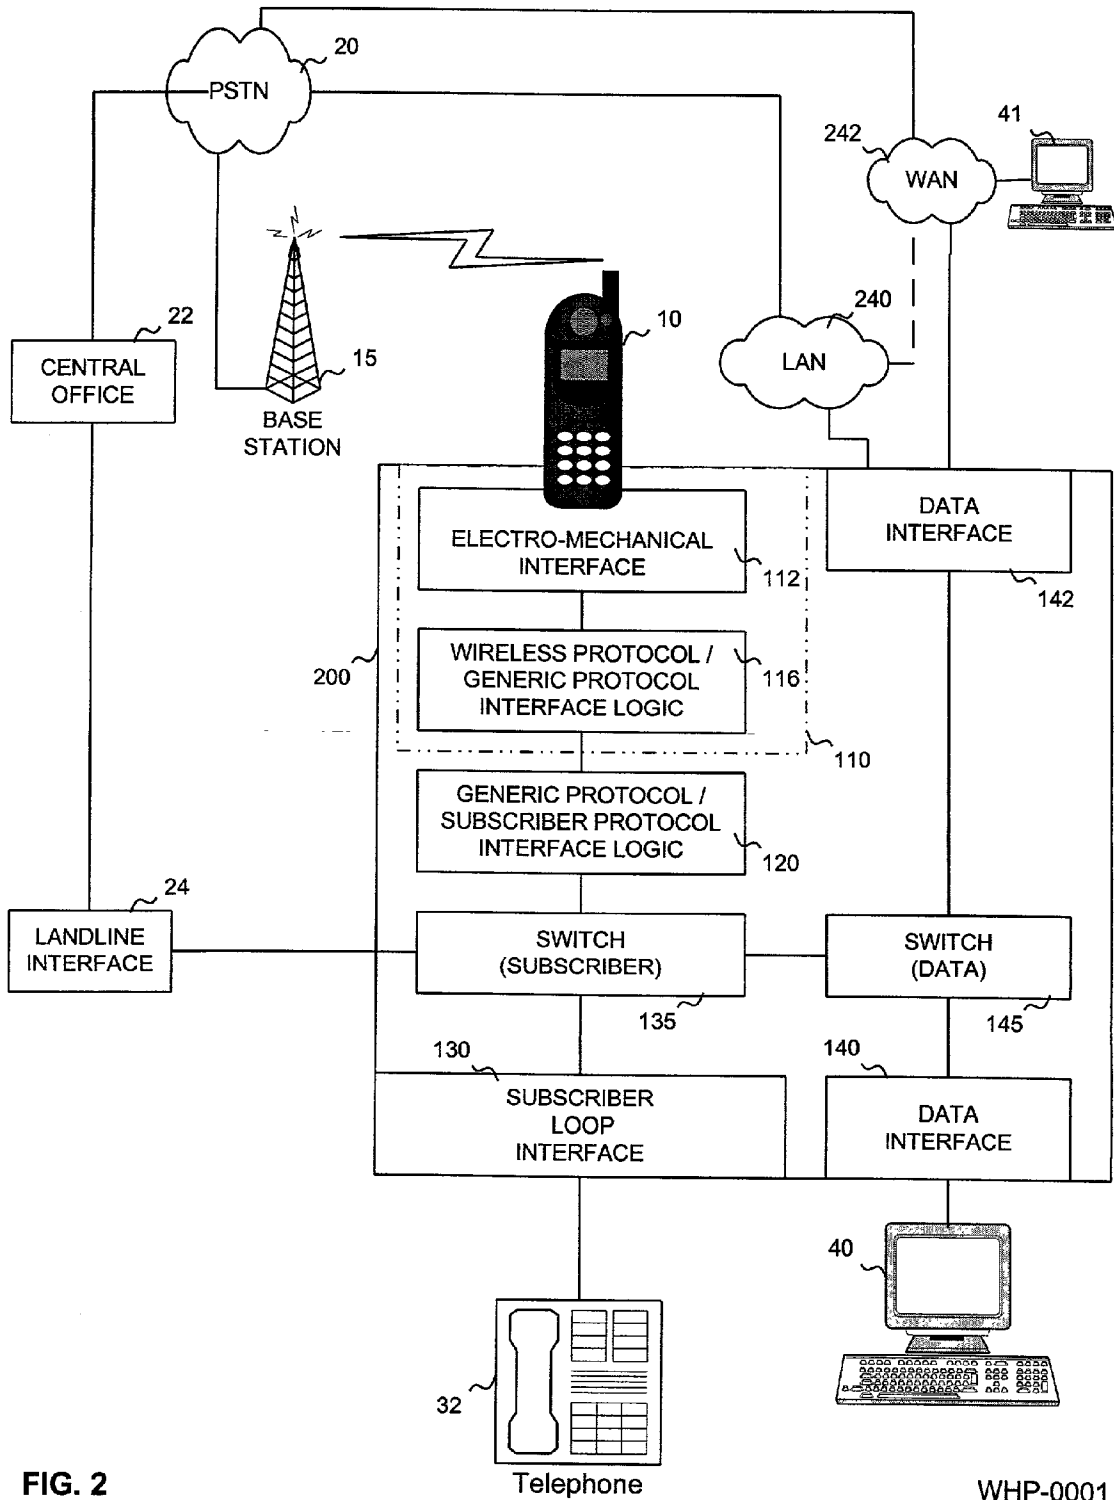 20
PSTN
242
41
WAN
240
LAN
22
CENTRAL
OFFICE
15
BASE
STATION
10
ELECTRO-MECHANICAL
INTERFACE
112
DATA
INTERFACE
142
200
WIRELESS PROTOCOL /
GENERIC PROTOCOL
INTERFACE LOGIC
116
110
GENERIC PROTOCOL /
SUBSCRIBER PROTOCOL
INTERFACE LOGIC
120
24
LANDLINE
INTERFACE
SWITCH
(SUBSCRIBER)
135
SWITCH
(DATA)
145
130
SUBSCRIBER
LOOP
INTERFACE
140
DATA
INTERFACE
40
32
Telephone
FIG. 2
WHP-0001